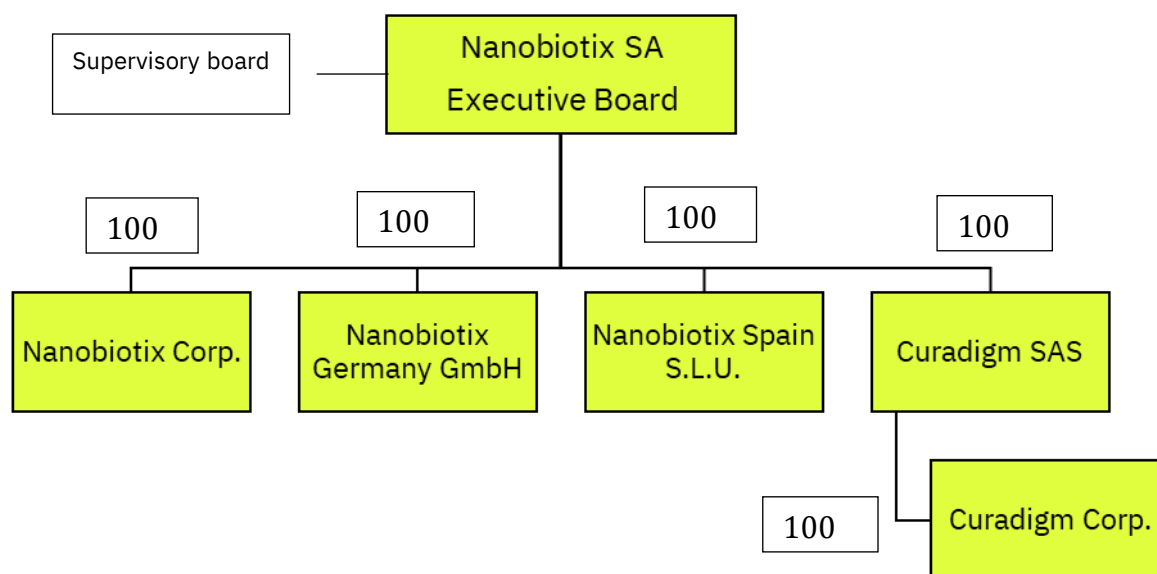 Nanobiotix SA
Executive Board
Supervisory board
100
100
100
100
Nanobiotix Corp.
Nanobiotix
Germany GmbH
Nanobiotix Spain
S.L.U.
Curadigm SAS
100
Curadigm Corp.